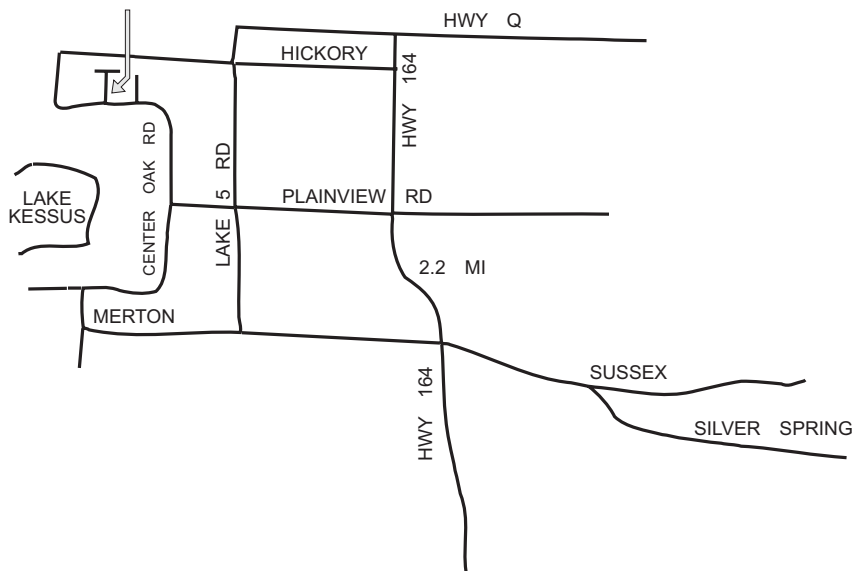 HWY Q
HICKORY
HWY 164
CENTER OAK RD
LAKE 5 RD
LAKE
KESSUS
PLAINVIEW RD
2.2 MI
MERTON
SUSSEX
HWY 164
SILVER SPRING